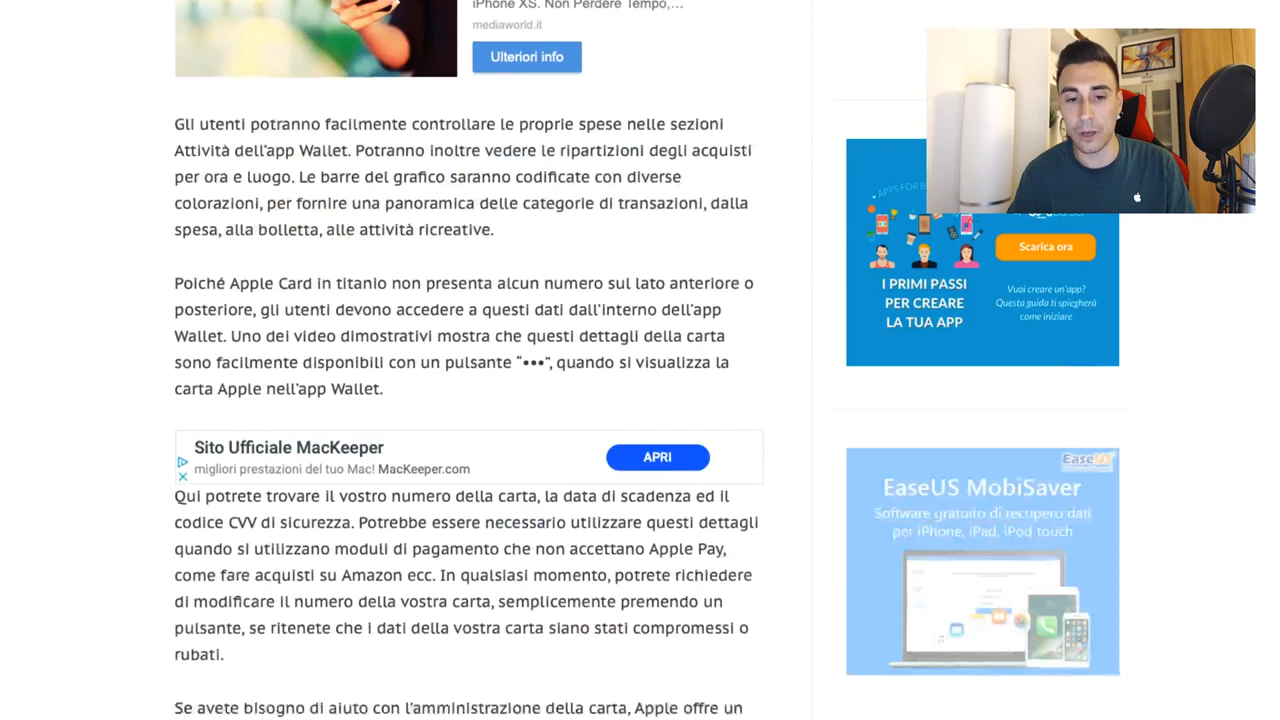 iPhone XS. Non Perdere Tempo,...
mediaworld.it
Ulteriori info
Gli utenti potranno facilmente controllare le proprie spese nelle sezioni
Attività dell'app Wallet. Potranno inoltre vedere le ripartizioni degli acquisti
per ora e luogo. Le barre del grafico saranno codificate con diverse
colorazioni, per fornire una panoramica delle categorie di transazioni, dalla
spesa, alla bolletta, alle attività ricreative.
Poiché Apple Card in titanio non presenta alcun numero sul lato anteriore o
posteriore, gli utenti devono accedere a questi dati dall'interno dell'app
Wallet. Uno dei video dimostrativi mostra che questi dettagli della carta
sono facilmente disponibili con un pulsante “•••”, quando si visualizza la
carta Apple nell'app Wallet.
Sito Ufficiale MacKeeper
migliori prestazioni del tuo Mac! MacKeeper.com
APRI
Qui potrete trovare il vostro numero della carta, la data di scadenza ed il
codice CVV di sicurezza. Potrebbe essere necessario utilizzare questi dettagli
quando si utilizzano moduli di pagamento che non accettano Apple Pay,
come fare acquisti su Amazon ecc. In qualsiasi momento, potrete richiedere
di modificare il numero della vostra carta, semplicemente premendo un
pulsante, se ritenete che i dati della vostra carta siano stati compromessi o
rubati.
Se avete bisogno di aiuto con l'amministrazione della carta, Apple offre un
APPS FOR
Scarica ora
I PRIMI PASSI
PER CREARE
LA TUA APP
Vuoi creare un'app?
Questa guida ti spiegherà
come iniziare
EaseUS
EaseUS MobiSaver
Software gratuito di recupero dati
per iPhone, iPad, iPod touch